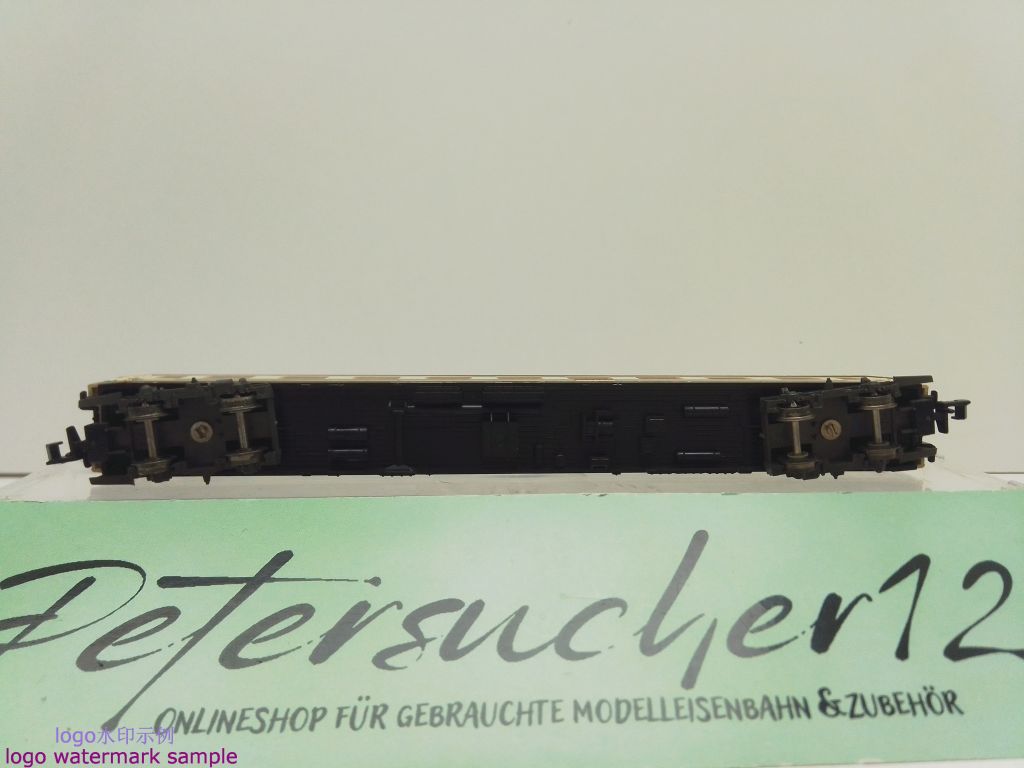 Petersucher12
ONLINESHOP FÜR GEBRAUCHTE MODELLEISENBAHN & ZUBEHÖR
logo水印示例
logo watermark sample